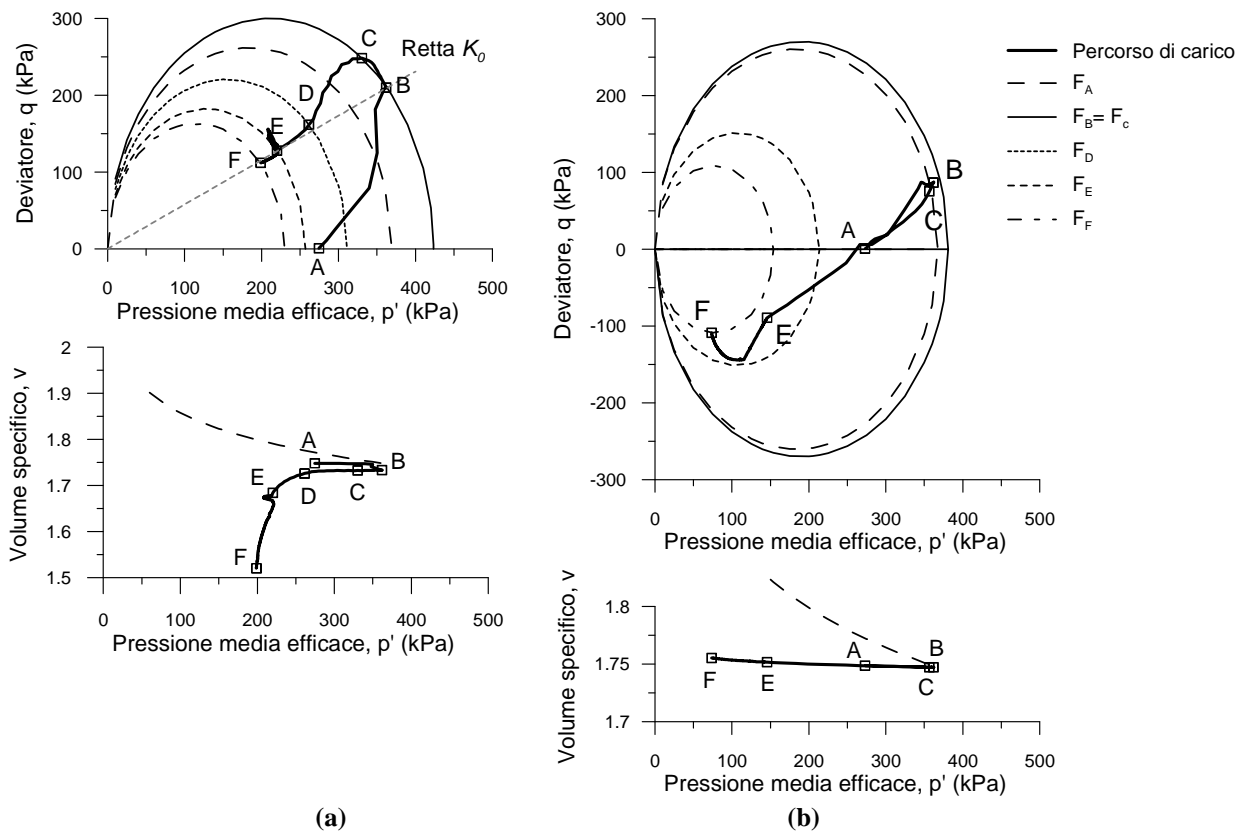 300
200
100
0
Deviatore, q (kPa)
C
B
D
E
F
A
Retta K0
0 100 200 300 400 500
Pressione media efficace, p' (kPa)
2
1.9
1.8
1.7
1.6
1.5
Volume specifico, v
A
B
E
D
C
F
0 100 200 300 400 500
Pressione media efficace, p' (kPa)
(a)
300
200
100
0
-100
-200
-300
Deviatore, q (kPa)
B
A
C
F
E
0 100 200 300 400 500
Pressione media efficace, p' (kPa)
1.8
1.75
1.7
Volume specifico, v
A
B
F
E
C
0 100 200 300 400 500
Pressione media efficace, p' (kPa)
(b)
Percorso di carico
FA
FB= Fc
FD
FE
FF